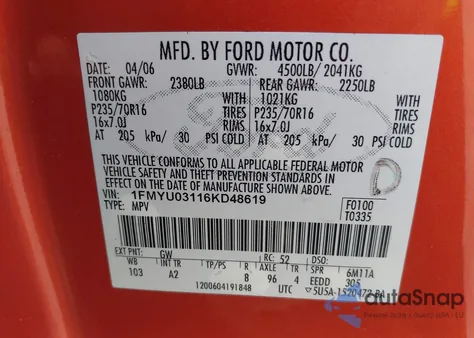 MFD. BY FORD MOTOR CO.
DATE: 04/06 GVWR: 4500LB/ 2041KG
FRONT GAWR: 2380LB REAR GAWR: 2250LB
1080KG WITH 1021KG WITH
P235/70R16 TIRES P235/70R16 TIRES
16x7.0J RIMS 16x7.0J RIMS
AT 205 kPa/ 30 PSI COLD AT 205 kPa/ 30 PSI COLD
THIS VEHICLE CONFORMS TO ALL APPLICABLE FEDERAL MOTOR
VEHICLE SAFETY AND THEFT PREVENTION STANDARDS IN
EFFECT ON THE DATE OF MANUFACTURE SHOWN ABOVE.
VIN: 1FMYU03116KD48619 F0100
TYPE: MPV T0335
EXT PNT: GW RC: 52 DSO:
WB INT TR TP/PS R AXLE TR SPR 6M11A
103 A2 8 96 4 EEDD 305
1200604191848 UTC 5U5A-1520472-BA
autoSnap